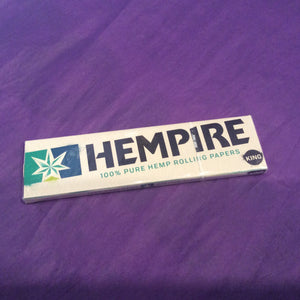 HEMPIRE
100% PURE HEMP ROLLING PAPERS
KING